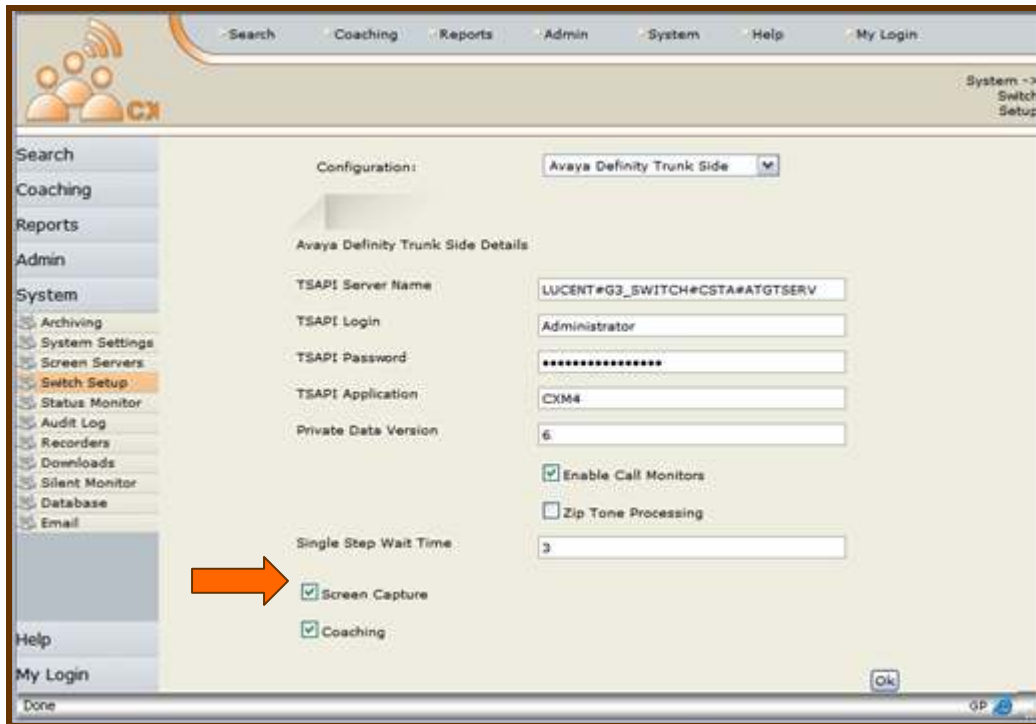 Search Coaching Reports Admin System Help My Login
CX
System ->
Switch
Setup
Search
Coaching
Reports
Admin
System
Archiving
System Settings
Screen Servers
Switch Setup
Status Monitor
Audit Log
Recorders
Downloads
Silent Monitor
Database
Email
Help
My Login
Configuration: Avaya Definity Trunk Side
Avaya Definity Trunk Side Details
TSAPI Server Name LUCENT#G3_SWITCH#CSTA#ATGTSERV
TSAPI Login Administrator
TSAPI Password ••••••••••••••••
TSAPI Application CXM4
Private Data Version 6
Enable Call Monitors
Zip Tone Processing
Single Step Wait Time 3
Screen Capture
Coaching
Ok
Done GP